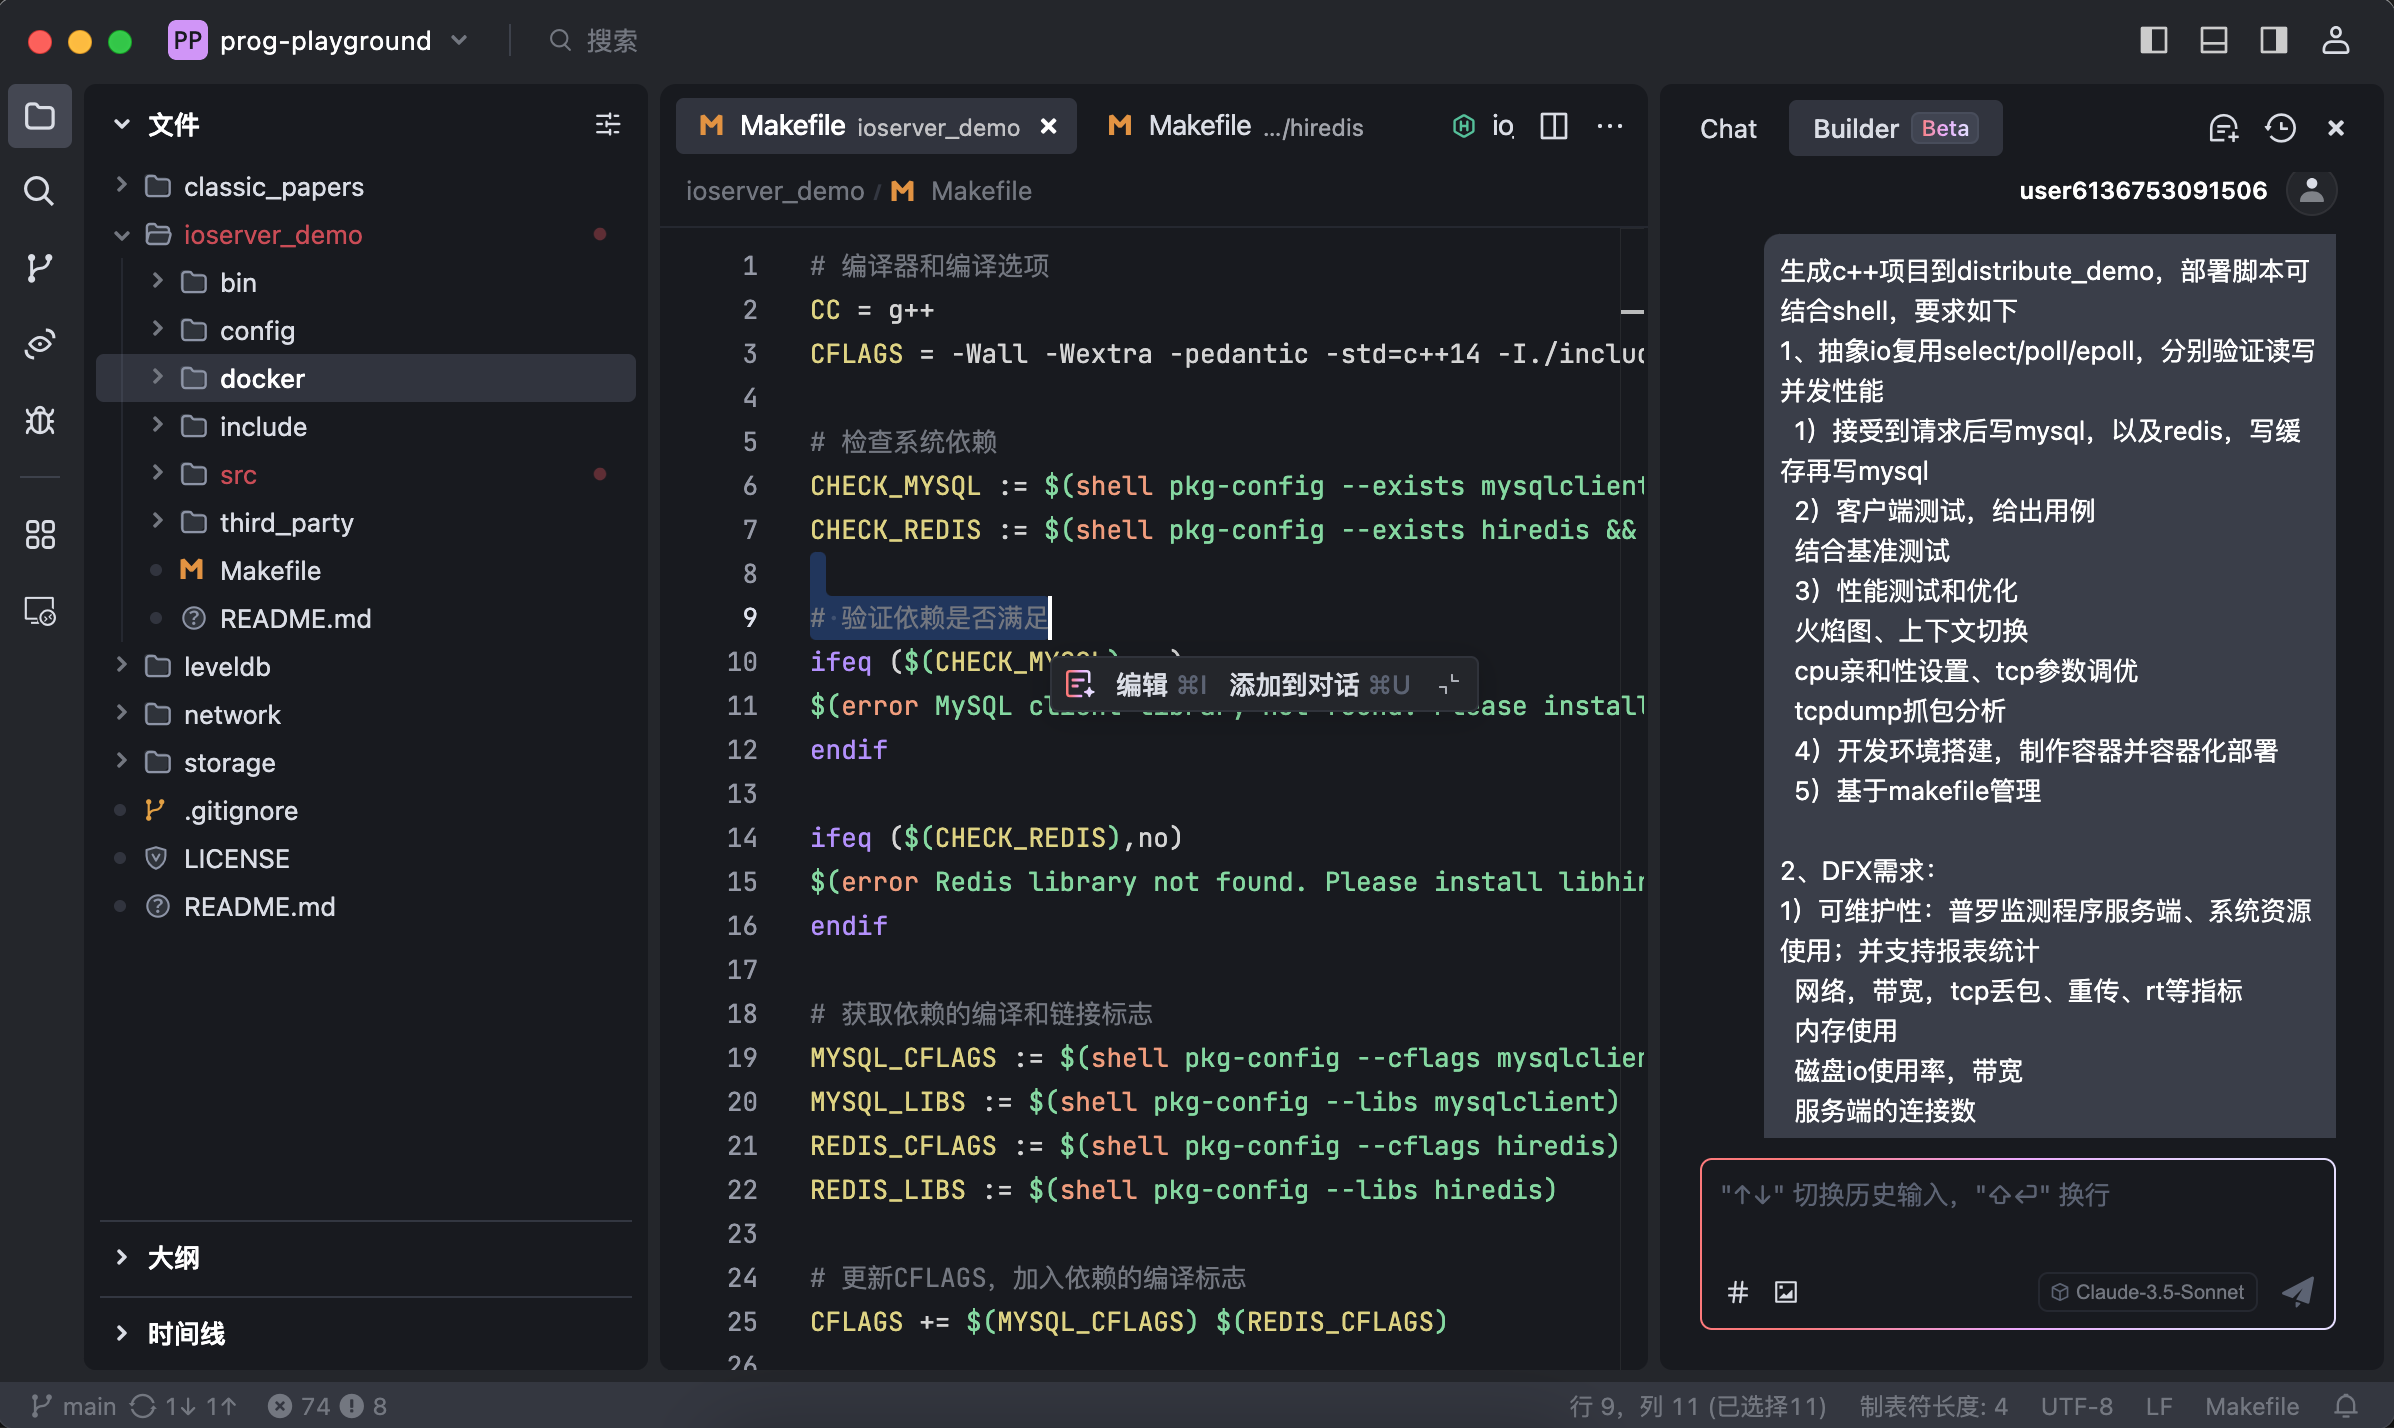 PP prog-playground
搜索
文件
classic_papers
ioserver_demo
bin
config
docker
include
src
third_party
Makefile
README.md
leveldb
network
storage
.gitignore
LICENSE
README.md
大纲
时间线
Makefile ioserver_demo
Makefile .../hiredis
ioserver_demo / Makefile
1 # 编译器和编译选项
2 CC = g++
3 CFLAGS = -Wall -Wextra -pedantic -std=c++14 -I./includ
4
5 # 检查系统依赖
6 CHECK_MYSQL := $(shell pkg-config --exists mysqlclient
7 CHECK_REDIS := $(shell pkg-config --exists hiredis &&
8
9 # 验证依赖是否满足
10 ifeq ($(CHECK_MYSQL)
编辑 ⌘I 添加到对话 ⌘U
11 $(error MySQL client library not found. Please install
12 endif
13
14 ifeq ($(CHECK_REDIS),no)
15 $(error Redis library not found. Please install libhir
16 endif
17
18 # 获取依赖的编译和链接标志
19 MYSQL_CFLAGS := $(shell pkg-config --cflags mysqlclien
20 MYSQL_LIBS := $(shell pkg-config --libs mysqlclient)
21 REDIS_CFLAGS := $(shell pkg-config --cflags hiredis)
22 REDIS_LIBS := $(shell pkg-config --libs hiredis)
23
24 # 更新CFLAGS，加入依赖的编译标志
25 CFLAGS += $(MYSQL_CFLAGS) $(REDIS_CFLAGS)
26
Chat Builder Beta
user6136753091506
生成c++项目到distribute_demo，部署脚本可
结合shell，要求如下
1、抽象io复用select/poll/epoll，分别验证读写
并发性能
1）接受到请求后写mysql，以及redis，写缓
存再写mysql
2）客户端测试，给出用例
结合基准测试
3）性能测试和优化
火焰图、上下文切换
cpu亲和性设置、tcp参数调优
tcpdump抓包分析
4）开发环境搭建，制作容器并容器化部署
5）基于makefile管理
2、DFX需求：
1）可维护性：普罗监测程序服务端、系统资源
使用；并支持报表统计
网络，带宽，tcp丢包、重传、rt等指标
内存使用
磁盘io使用率，带宽
服务端的连接数
"↑↓" 切换历史输入，"⇧⏎" 换行
Claude-3.5-Sonnet
main 1↓ 1↑ 74 8
行 9，列 11 (已选择11) 制表符长度: 4 UTF-8 LF Makefile